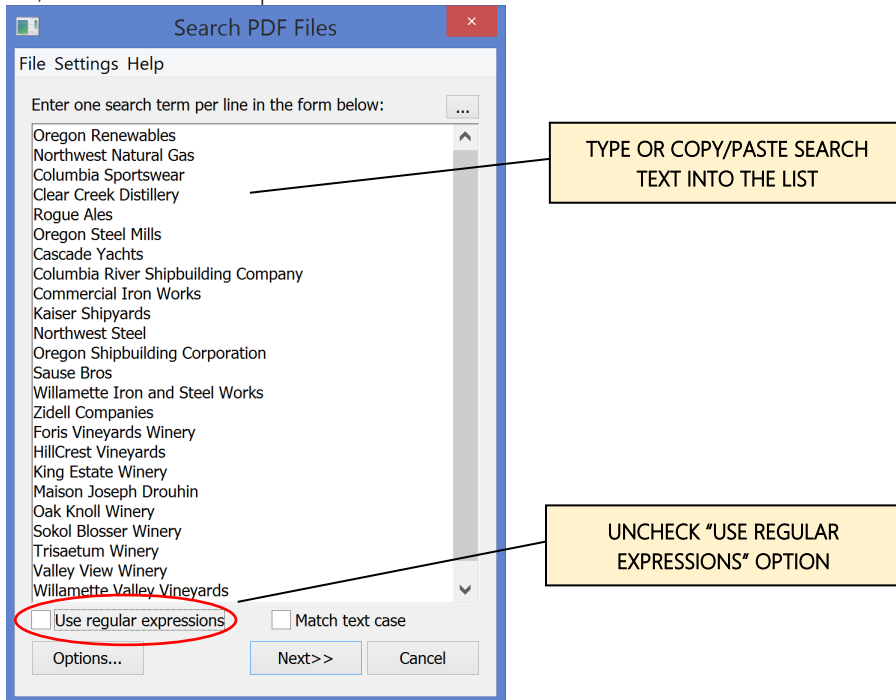 Search PDF Files
×
File Settings Help
Enter one search term per line in the form below:
...
Oregon Renewables
Northwest Natural Gas
Columbia Sportswear
Clear Creek Distillery
Rogue Ales
Oregon Steel Mills
Cascade Yachts
Columbia River Shipbuilding Company
Commercial Iron Works
Kaiser Shipyards
Northwest Steel
Oregon Shipbuilding Corporation
Sause Bros
Willamette Iron and Steel Works
Zidell Companies
Foris Vineyards Winery
HillCrest Vineyards
King Estate Winery
Maison Joseph Drouhin
Oak Knoll Winery
Sokol Blosser Winery
Trisaetum Winery
Valley View Winery
Willamette Valley Vineyards
Use regular expressions
Match text case
Options...
Next>>
Cancel
TYPE OR COPY/PASTE SEARCH
TEXT INTO THE LIST
UNCHECK “USE REGULAR
EXPRESSIONS” OPTION